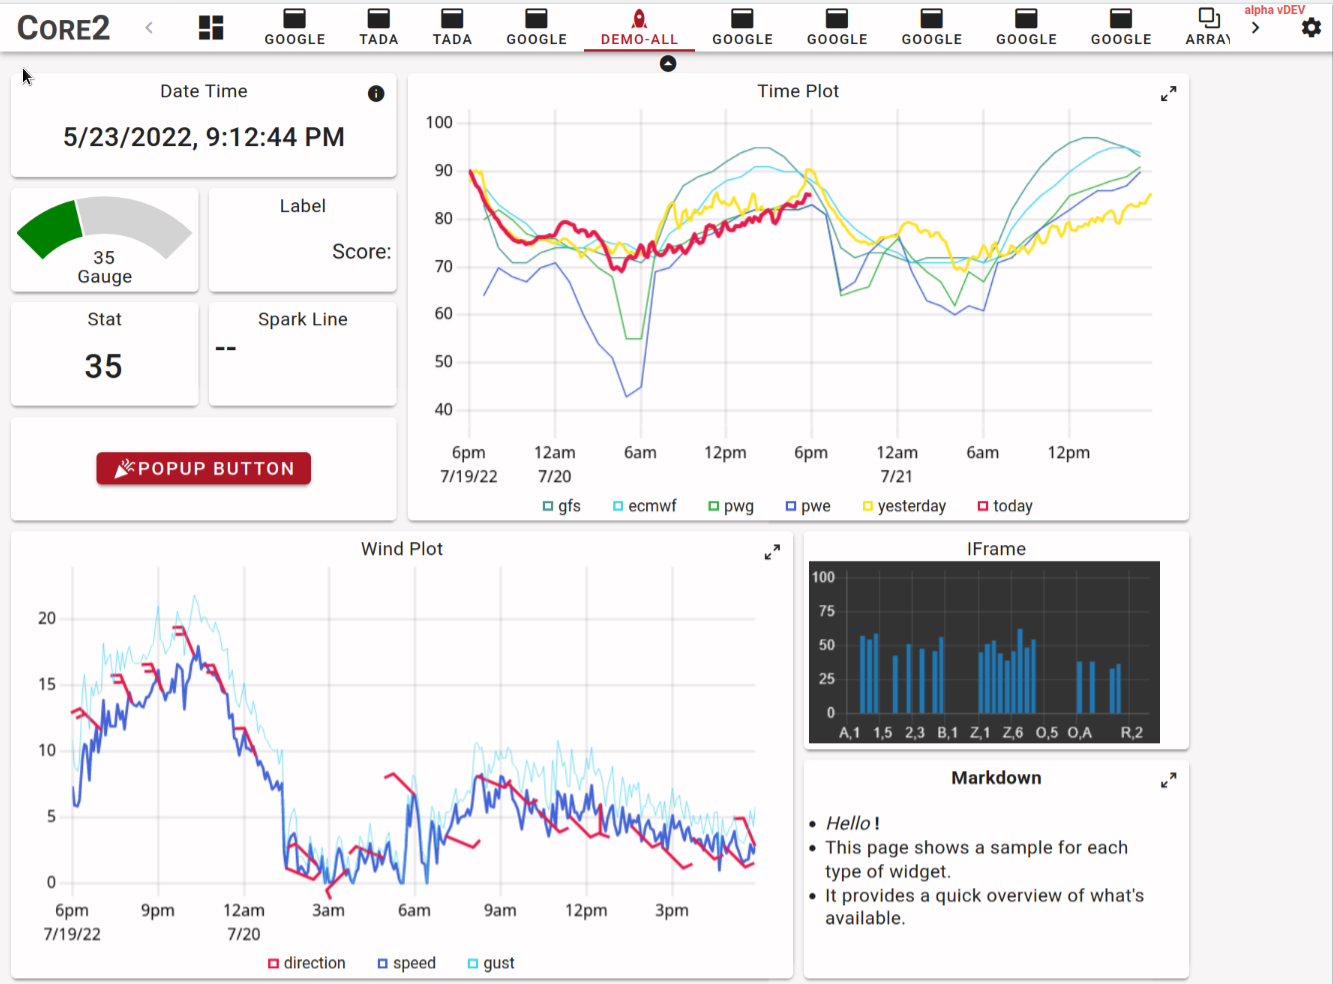 alpha vDEV
CORE2
GOOGLE
TADA
TADA
GOOGLE
DEMO-ALL
GOOGLE
GOOGLE
GOOGLE
GOOGLE
GOOGLE
ARRAY
Date Time
5/23/2022, 9:12:44 PM
35
Gauge
Label
Score:
Stat
35
Spark Line
--
POPUP BUTTON
Time Plot
100
90
80
70
60
50
40
6pm 12am 6am 12pm 6pm 12am 6am 12pm
7/19/22 7/20 7/21
gfs ecmwf pwg pwe yesterday today
Wind Plot
20
15
10
5
0
6pm 9pm 12am 3am 6am 9am 12pm 3pm
7/19/22 7/20
direction speed gust
IFrame
100
75
50
25
0
A,1 1,5 2,3 B,1 Z,1 Z,6 O,5 O,A R,2
Markdown
Hello !
This page shows a sample for each
type of widget.
It provides a quick overview of what's
available.